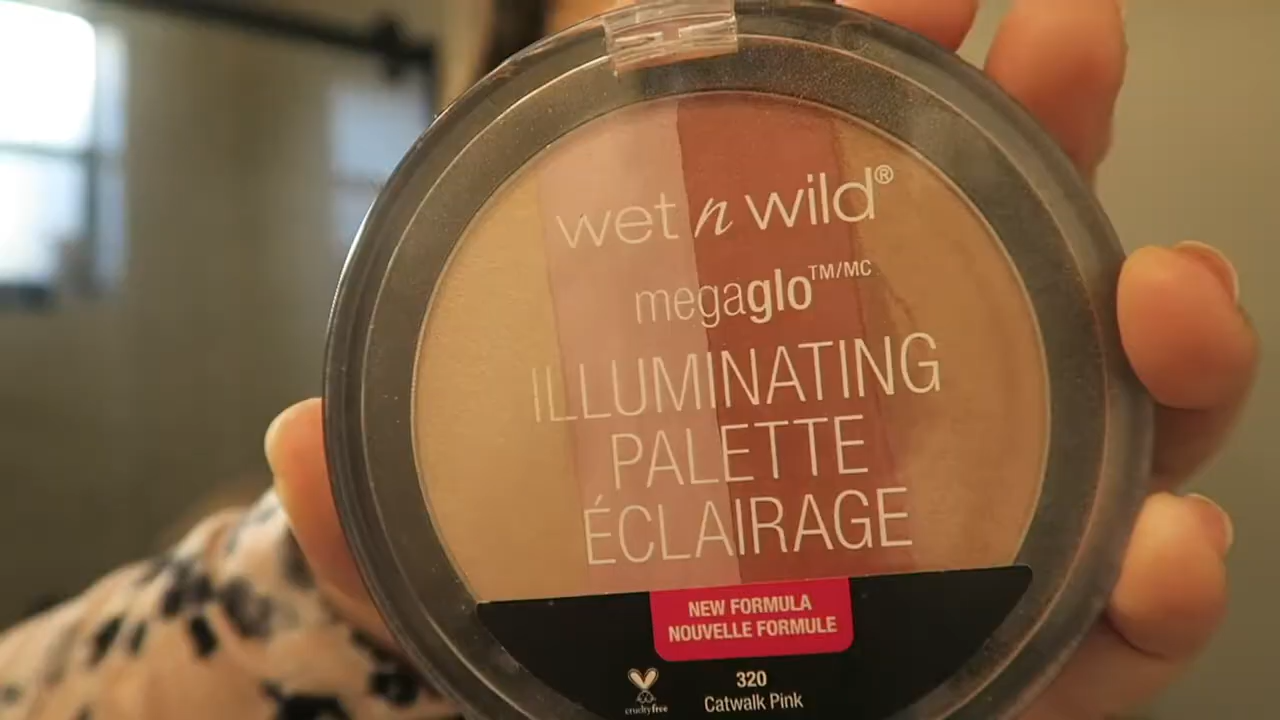 wet n wild®
megaglo™/MC
ILLUMINATING
PALETTE
ÉCLAIRAGE
NEW FORMULA
NOUVELLE FORMULE
crueltyfree
320
Catwalk Pink